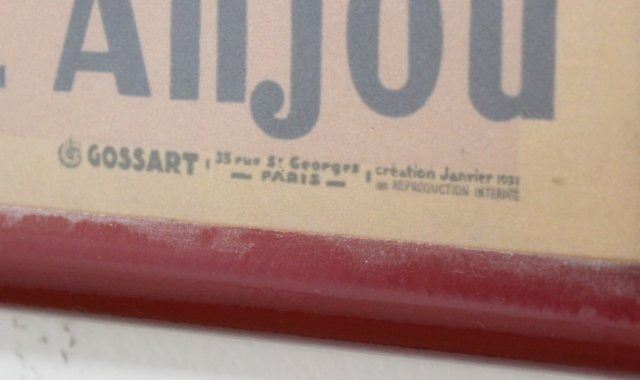 Anjou
GOSSART 35 rue St Georges création Janvier 1931
— PARIS — REPRODUCTION INTERDITE